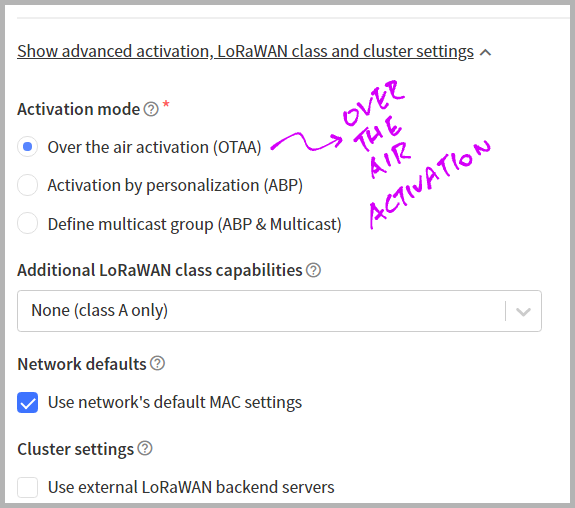 Show advanced activation, LoRaWAN class and cluster settings
Activation mode *
Over the air activation (OTAA)
Activation by personalization (ABP)
Define multicast group (ABP & Multicast)
OVER
THE
AIR
ACTIVATION
Additional LoRaWAN class capabilities
None (class A only)
Network defaults
Use network's default MAC settings
Cluster settings
Use external LoRaWAN backend servers